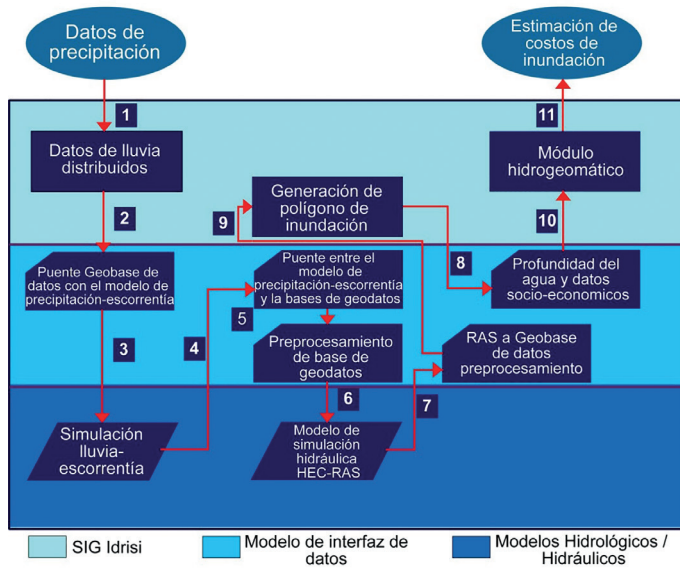 Datos de
precipitación
Estimación de
costos de
inundación
1
11
Datos de lluvia
distribuidos
Módulo
hidrogeomático
Generación de
polígono de
inundación
2
9
10
Puente Geobase de
datos con el modelo de
precipitación-escorrentía
Puente entre el
modelo de
precipitación-escorrentía
y la bases de geodatos
8
Profundidad del
agua y datos
socio-economicos
3
4
5
Preprocesamiento
de base de
geodatos
RAS a Geobase
de datos
preprocesamiento
6
7
Simulación
lluvia-
escorrentía
Modelo de
simulación
hidráulica
HEC-RAS
SIG Idrisi
Modelo de interfaz de
datos
Modelos Hidrológicos /
Hidráulicos